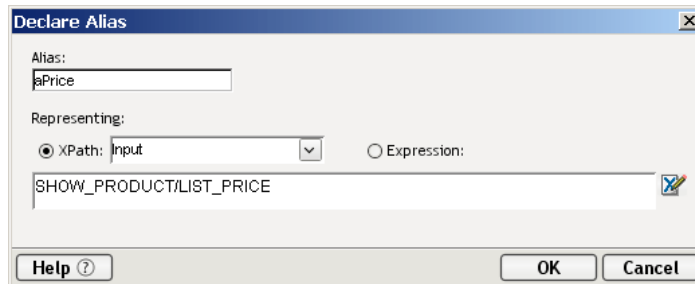 Declare Alias
Alias:
aPrice
Representing:
XPath: Input Expression:
SHOW_PRODUCT/LIST_PRICE
Help ? OK Cancel